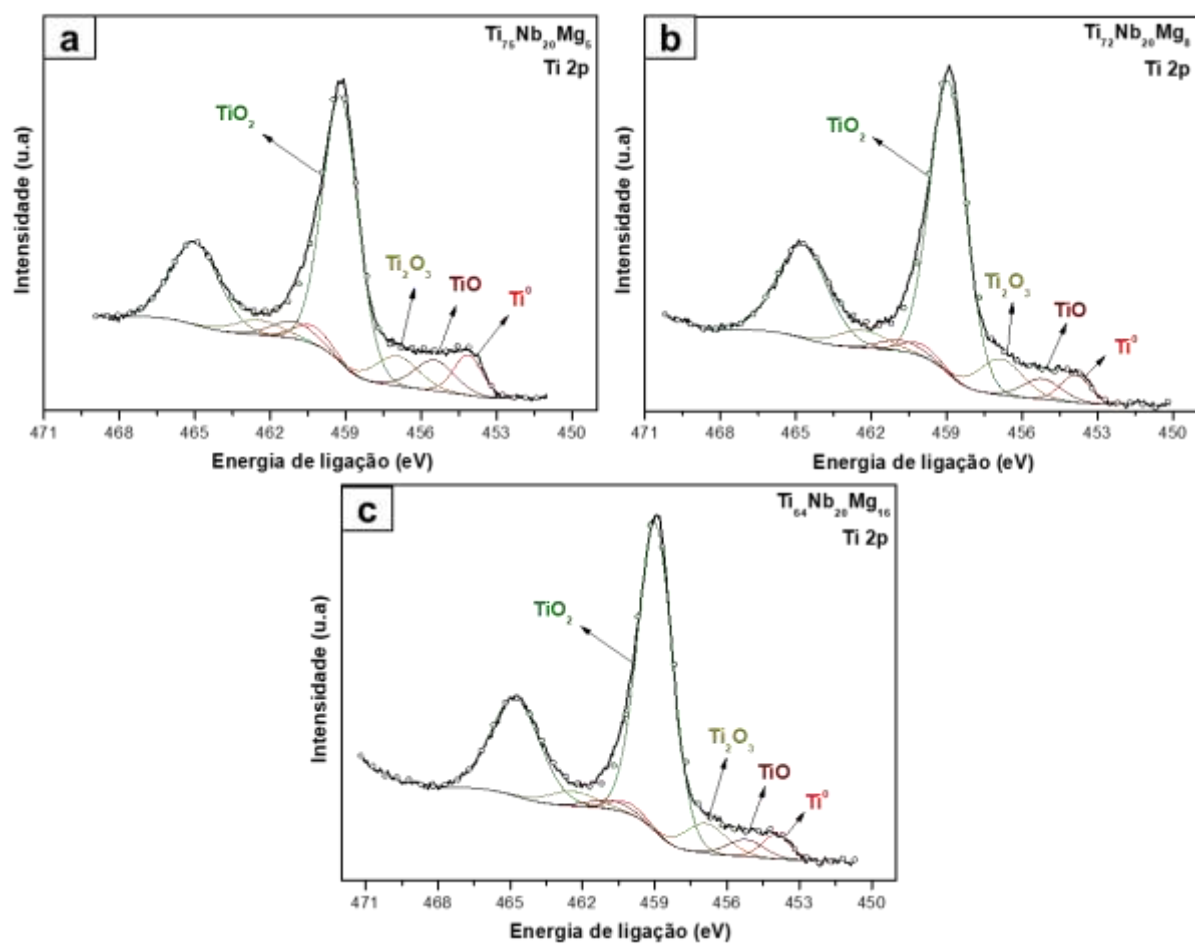 a
Ti₇₅Nb₂₀Mg₅
Ti 2p
TiO₂
Ti₂O₃
TiO
Ti⁰
Intensidade (u.a)
471 468 465 462 459 456 453 450
Energia de ligação (eV)
b
Ti₇₂Nb₂₀Mg₈
Ti 2p
TiO₂
Ti₂O₃
TiO
Ti⁰
Intensidade (u.a)
471 468 465 462 459 456 453 450
Energia de ligação (eV)
c
Ti₆₄Nb₂₀Mg₁₆
Ti 2p
TiO₂
Ti₂O₃
TiO
Ti⁰
Intensidade (u.a)
471 468 465 462 459 456 453 450
Energia de ligação (eV)